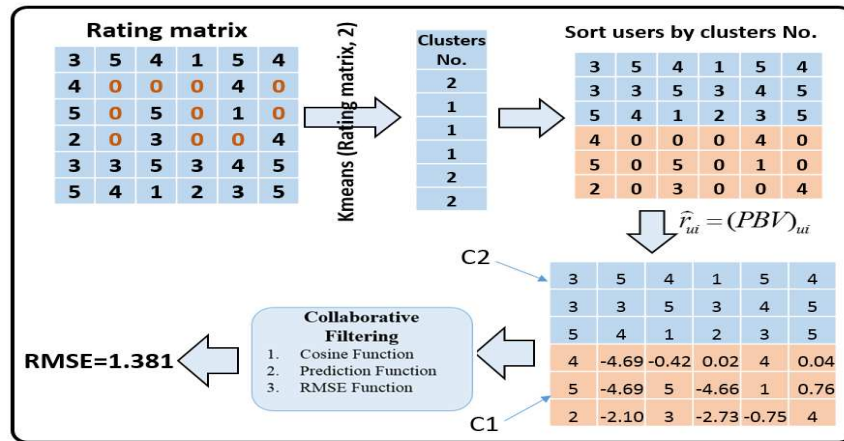 Rating matrix
3 5 4 1 5 4
4 0 0 0 4 0
5 0 5 0 1 0
2 0 3 0 0 4
3 3 5 3 4 5
5 4 1 2 3 5
Kmeans (Rating matrix, 2)
Clusters
No.
2
1
1
1
2
2
Sort users by clusters No.
3 5 4 1 5 4
3 3 5 3 4 5
5 4 1 2 3 5
4 0 0 0 4 0
5 0 5 0 1 0
2 0 3 0 0 4
r̂ui = (PBV)ui
C2
3 5 4 1 5 4
3 3 5 3 4 5
5 4 1 2 3 5
4 -4.69 -0.42 0.02 4 0.04
5 -4.69 5 -4.66 1 0.76
2 -2.10 3 -2.73 -0.75 4
C1
Collaborative
Filtering
1. Cosine Function
2. Prediction Function
3. RMSE Function
RMSE=1.381